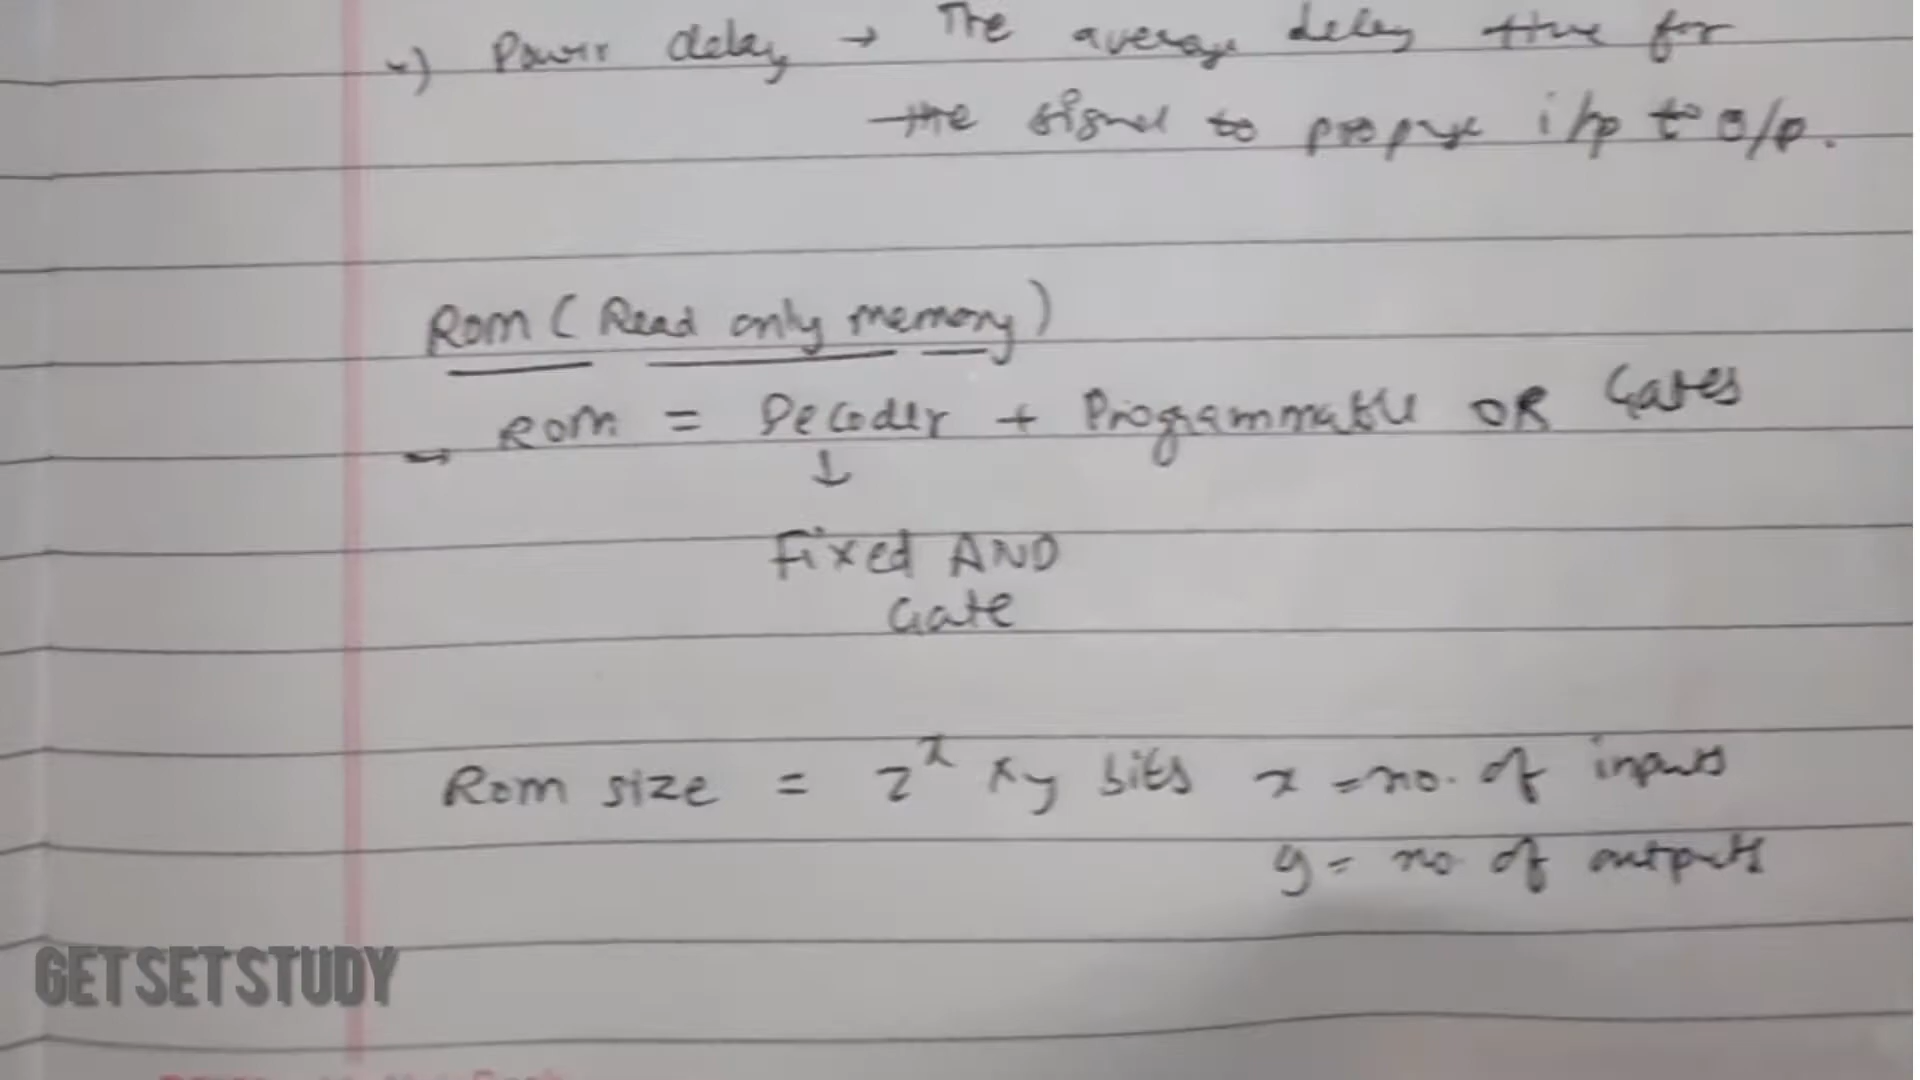 v) Power delay → The average delay time for
the signal to propage i/p to o/p.
Rom (Read only memory)
→ ROM = Decoder + Programmable OR Gates
↓
Fixed AND
Gate
Rom size = 2^x x y bits x = no. of inputs
y = no of outputs
GETSETSTUDY